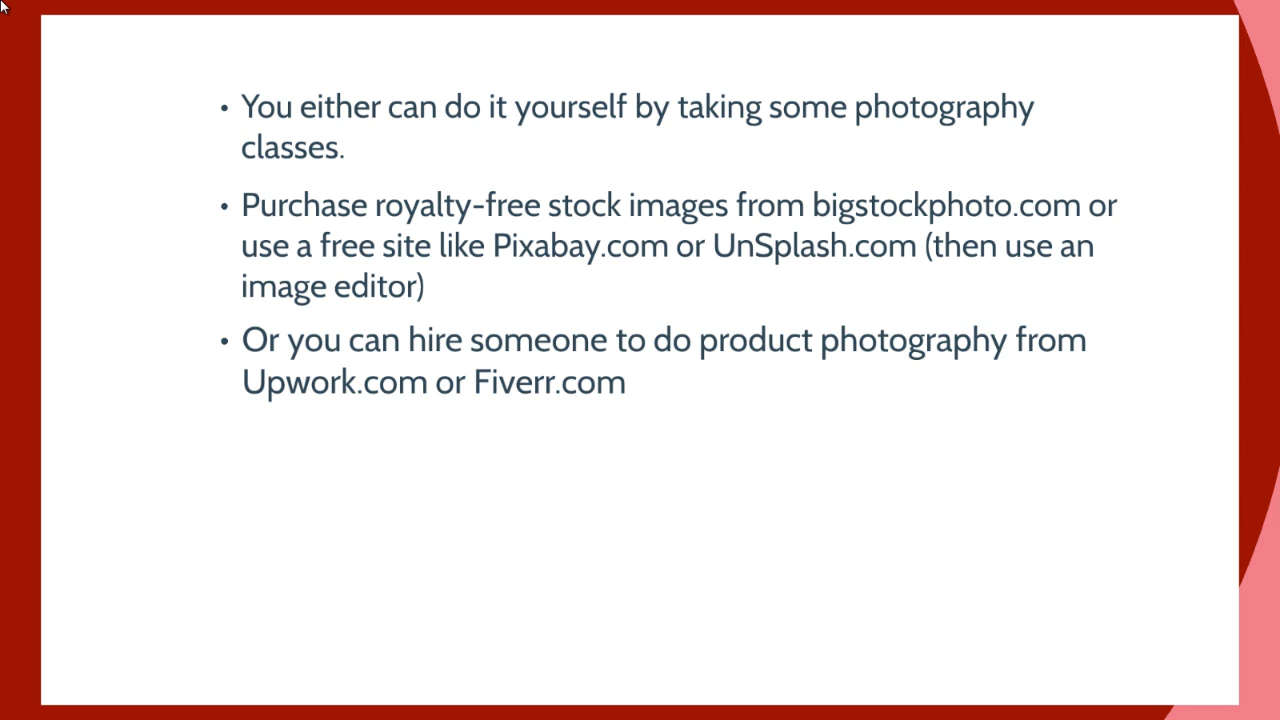 • You either can do it yourself by taking some photography
classes.
• Purchase royalty-free stock images from bigstockphoto.com or
use a free site like Pixabay.com or UnSplash.com (then use an
image editor)
• Or you can hire someone to do product photography from
Upwork.com or Fiverr.com